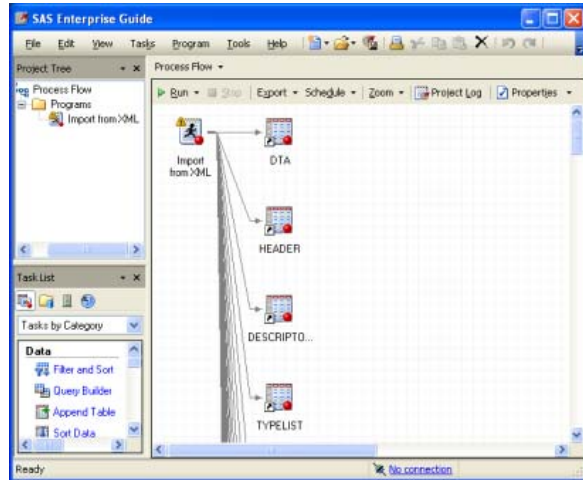 SAS Enterprise Guide
File Edit View Tasks Program Tools Help
Project Tree
Process Flow
Process Flow
Programs
Import from XML
Run Stop Export Schedule Zoom Project Log Properties
Import from XML
DTA
HEADER
DESCRIPTO...
TYPELIST
Task List
Tasks by Category
Data
Filter and Sort
Query Builder
Append Table
Sort Data
Ready
No connection